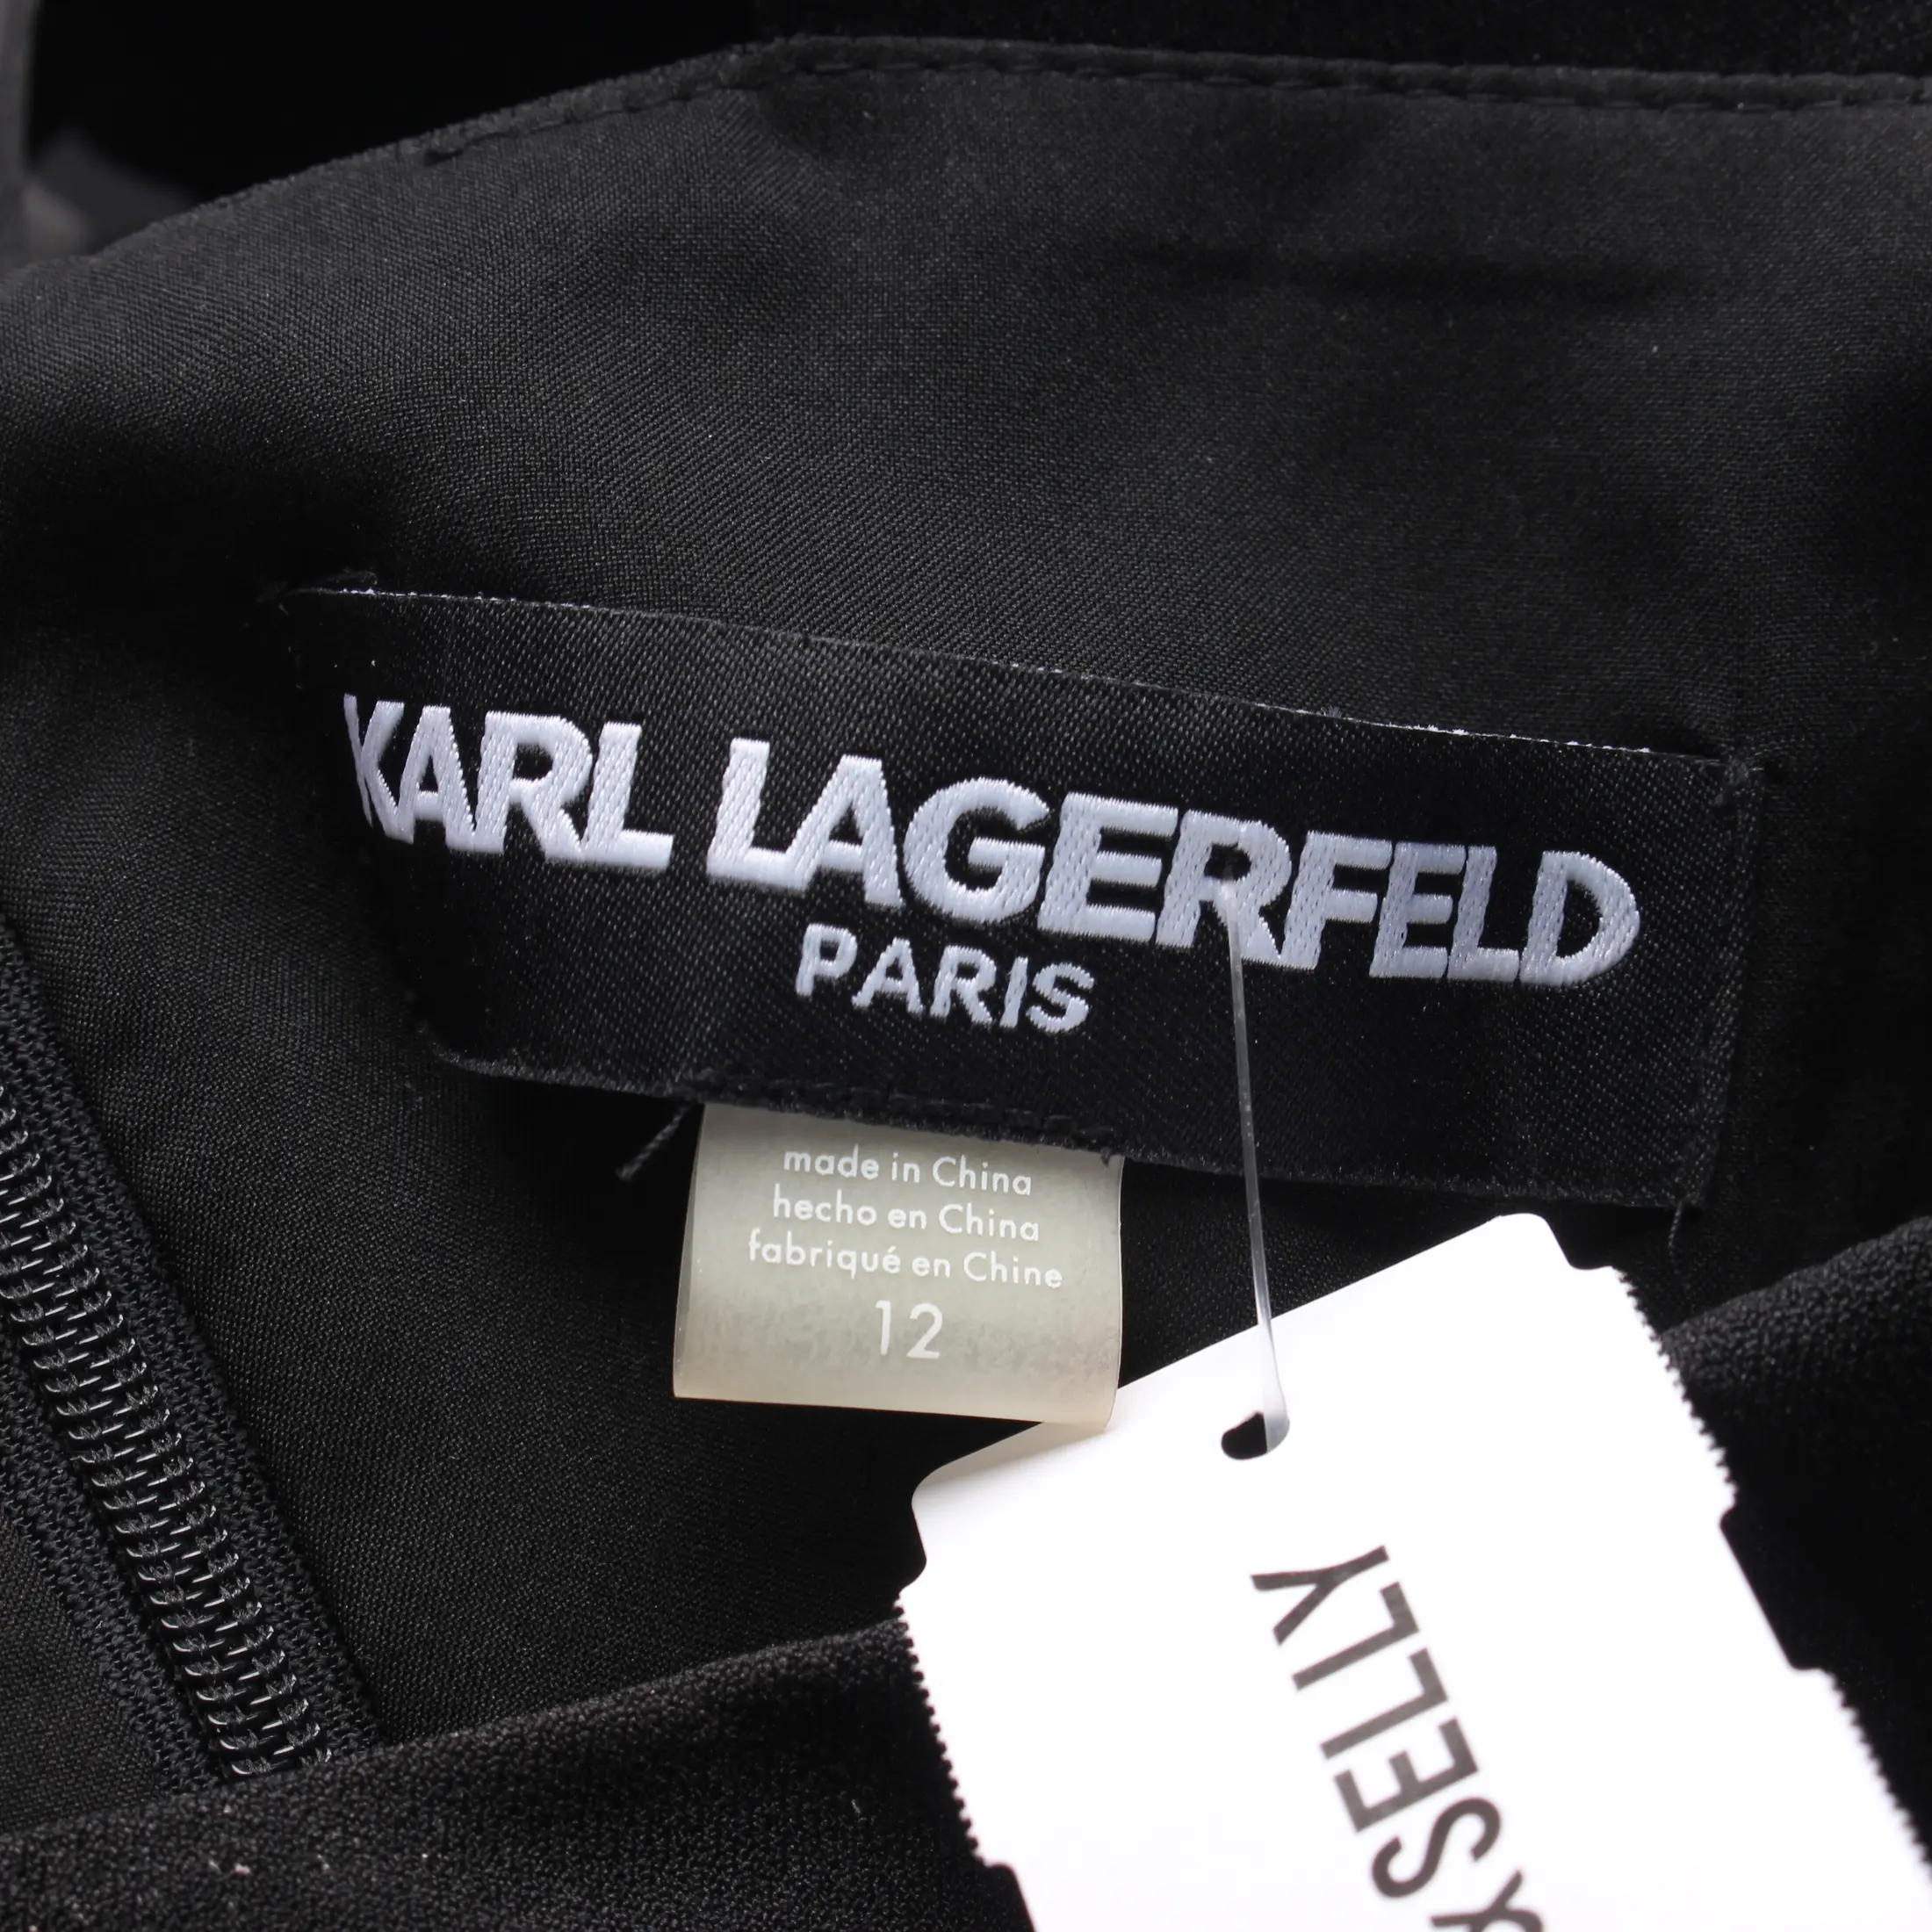 KARL LAGERFELD
PARIS
made in China
hecho en China
fabriqué en Chine
12